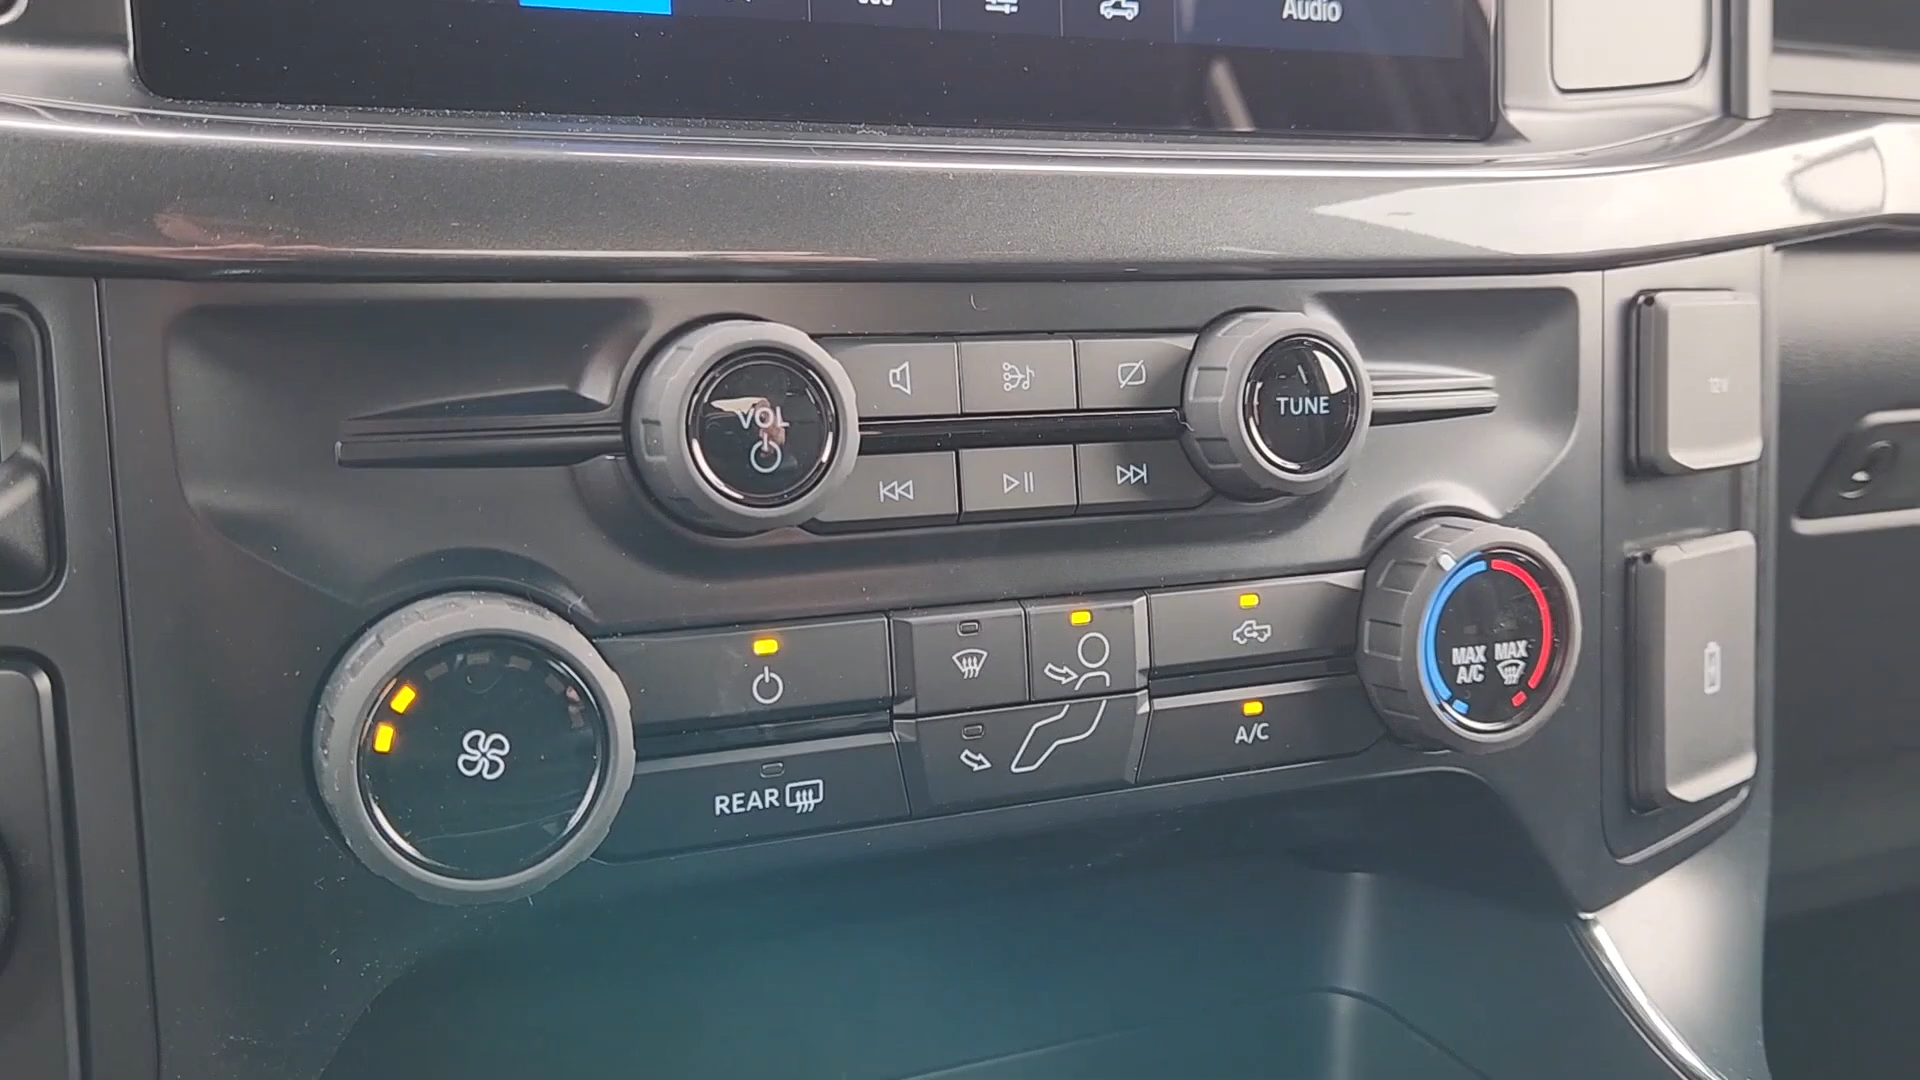 Audio
VOL
TUNE
12V
MAX
A/C
MAX
A/C
REAR